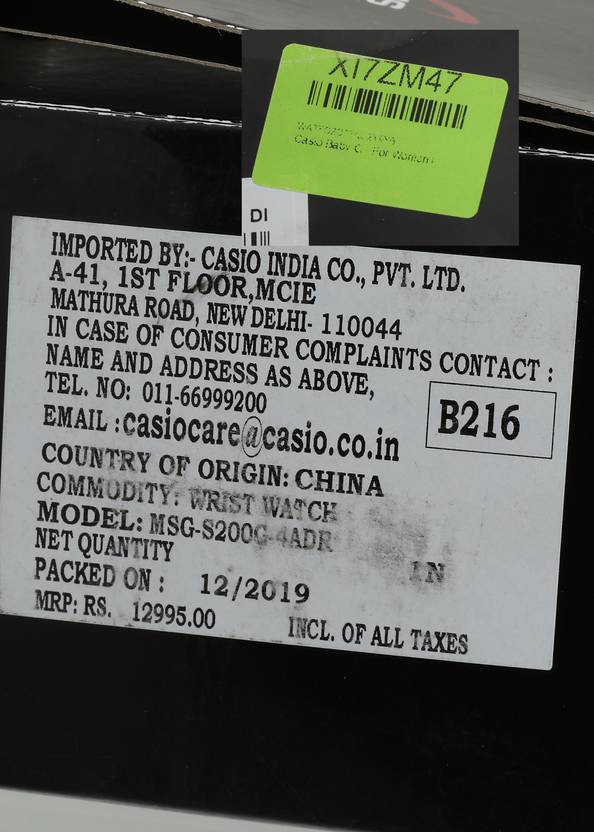 XI7ZM47
Casio Baby-G For Women
DI
IMPORTED BY:- CASIO INDIA CO., PVT. LTD.
A-41, 1ST FLOOR,MCIE
MATHURA ROAD, NEW DELHI- 110044
IN CASE OF CONSUMER COMPLAINTS CONTACT :
NAME AND ADDRESS AS ABOVE,
TEL. NO: 011-66999200
EMAIL :casiocare@casio.co.in
B216
COUNTRY OF ORIGIN: CHINA
COMMODITY: WRIST WATCH
MODEL: MSG-S200G-4ADR
NET QUANTITY 1N
PACKED ON : 12/2019
MRP: RS. 12995.00 INCL. OF ALL TAXES